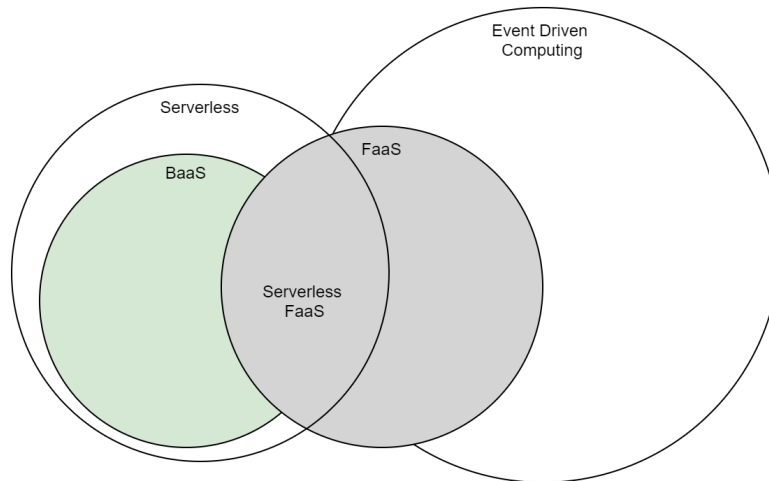 Event Driven
Computing
Serverless
FaaS
BaaS
Serverless
FaaS